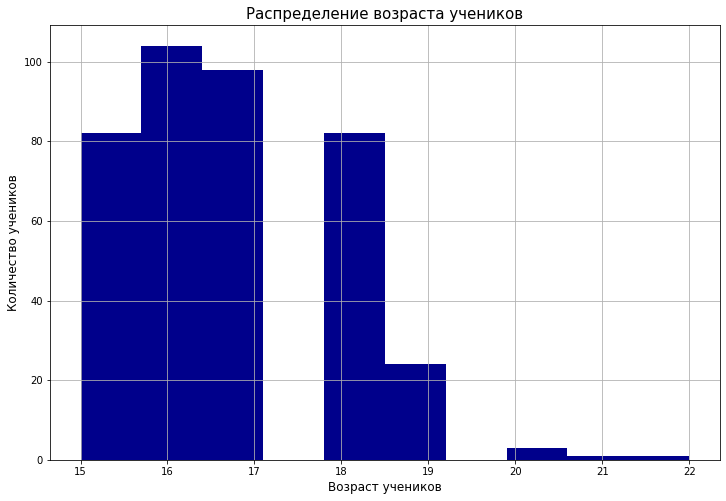 Распределение возраста учеников
Количество учеников
100
80
60
40
20
0
15 16 17 18 19 20 21 22
Возраст учеников